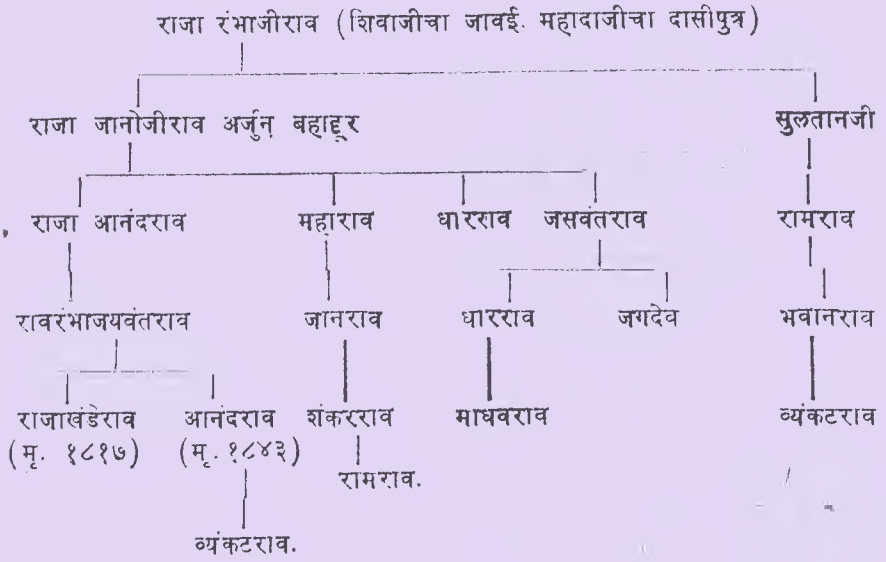 राजा रंभाजीराव (शिवाजीचा जावई. महादाजीचा दासीपुत्र)
राजा जानोजीराव अर्जुन् बहाद्दूर सुलतानजी
राजा आनंदराव महाराव धारराव जसवंतराव रामराव
रावरंभाजयवंतराव जानराव धारराव जगदेव भवानराव
राजाखंडेराव आनंदराव शंकरराव माधवराव व्यंकटराव
(मृ. १८१७) (मृ. १८४३)
रामराव.
व्यंकटराव.